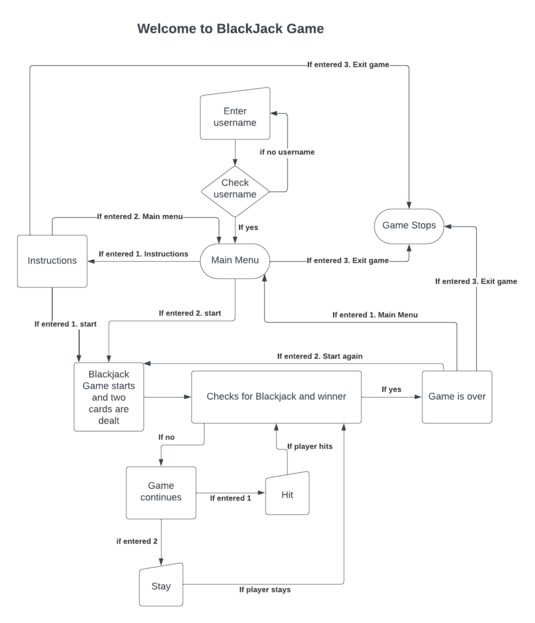 Welcome to BlackJack Game
If entered 3. Exit game
Enter
username
if no username
Check
username
If entered 2. Main menu
If yes
Game Stops
Instructions
If entered 1. Instructions
Main Menu
If entered 3. Exit game
If entered 3. Exit game
If entered 1. start
If entered 2. start
If entered 1. Main Menu
If entered 2. Start again
Blackjack
Game starts
and two
cards are
dealt
Checks for Blackjack and winner
If yes
Game is over
If no
If player hits
Game
continues
If entered 1
Hit
if entered 2
Stay
If player stays